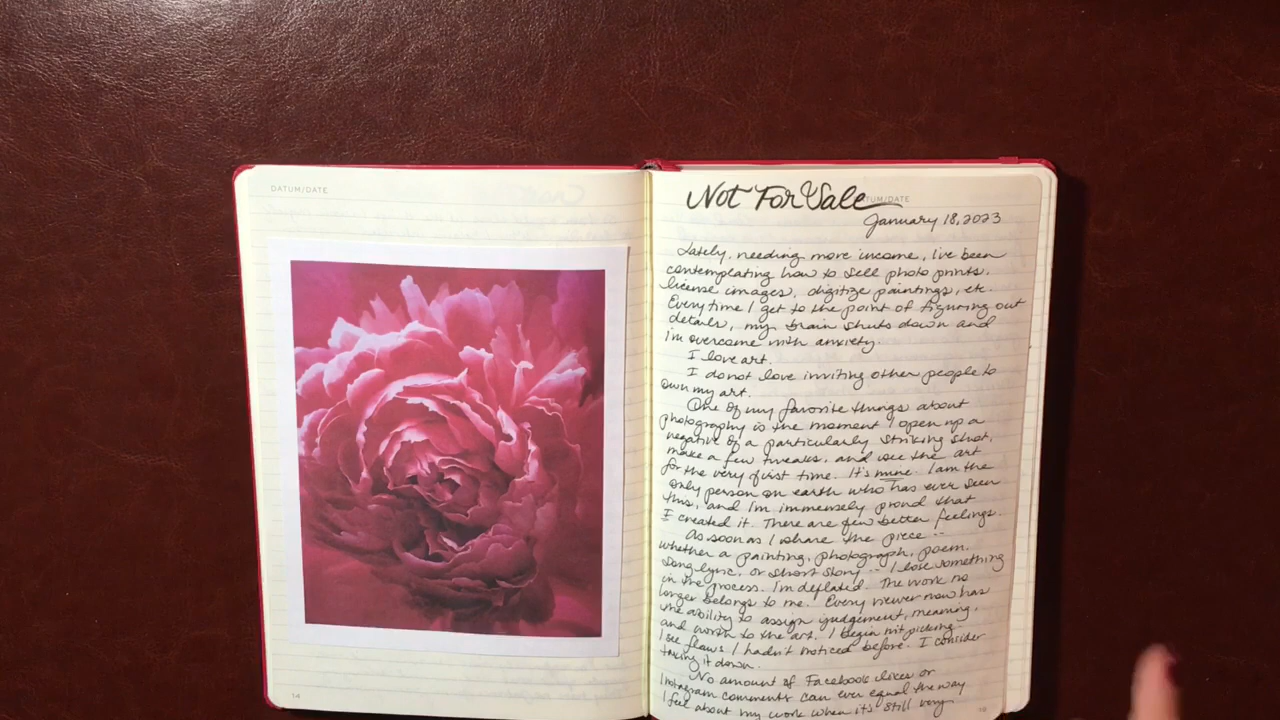 DATUM/DATE
14
Not For Sale
DATUM/DATE
January 18, 2023
Lately, needing more income, I've been
contemplating how to sell photo prints,
license images, digitize paintings, etc.
Every time I get to the point of figuring out
details, my brain shuts down and
I'm overcome with anxiety.
I love art.
I do not love inviting other people to
own my art.
One of my favorite things about
photography is the moment I open up a
negative of a particularly striking shot,
make a few tweaks, and see the art
for the very first time. It's mine. I am the
only person on earth who has ever seen
this, and I'm immensely proud that
I created it. There are few better feelings.
As soon as I share the piece --
whether a painting, photograph, poem,
song lyric, or short story -- I lose something
in the process. I'm deflated. The work no
longer belongs to me. Every viewer now has
the ability to assign judgement, meaning,
and worth to the art. I begin nit picking.
I see flaws I hadn't noticed before. I consider
taking it down.
No amount of Facebook likes or
Instagram comments can ever equal the way
I feel about my work when it's still very